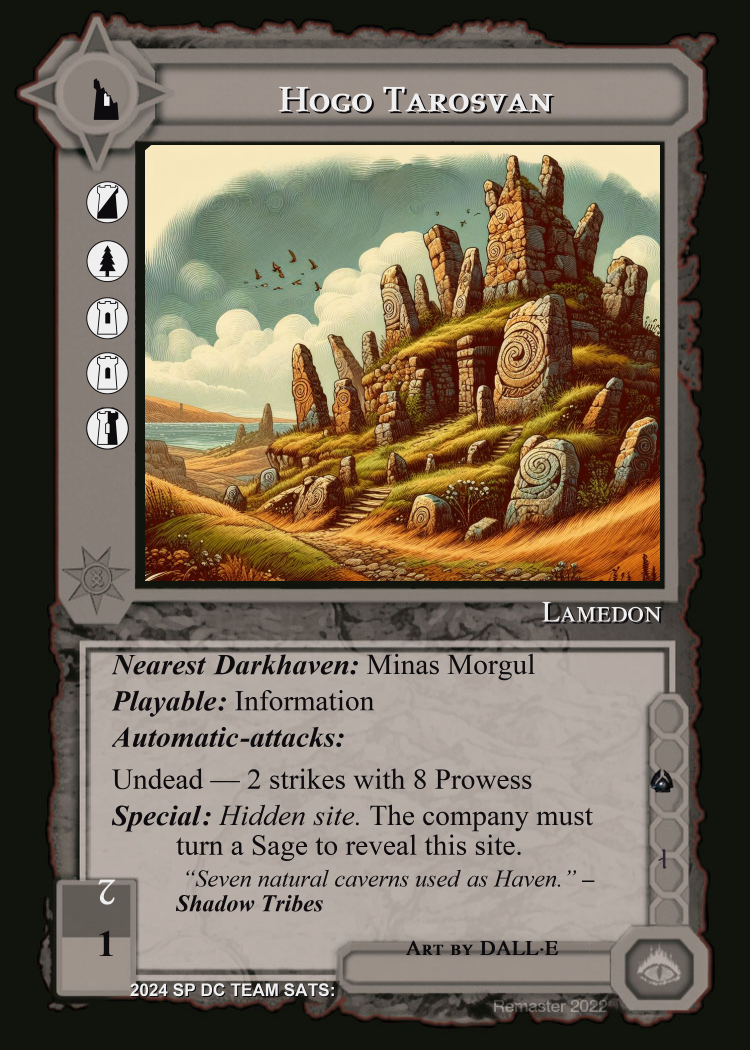 Hogo Tarosvan
Lamedon
Nearest Darkhaven: Minas Morgul
Playable: Information
Automatic-attacks:
Undead — 2 strikes with 8 Prowess
Special: Hidden site. The company must
turn a Sage to reveal this site.
“Seven natural caverns used as Haven.” –
Shadow Tribes
2
1
Art by DALL·E
2024 SP DC TEAM SATS:
Remaster 2022